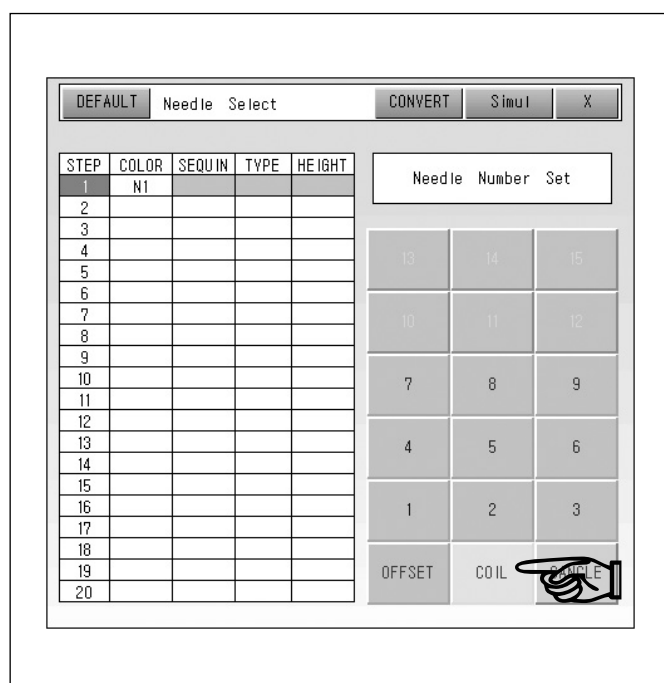 DEFAULT Needle Select CONVERT Simul X
STEP COLOR SEQUIN TYPE HEIGHT
Needle Number Set
1 N1
2
3
4
5
6
7
8
9
10
11
12
13
14
15
16
17
18
19
20
13 14 15
10 11 12
7 8 9
4 5 6
1 2 3
OFFSET COIL CANCLE